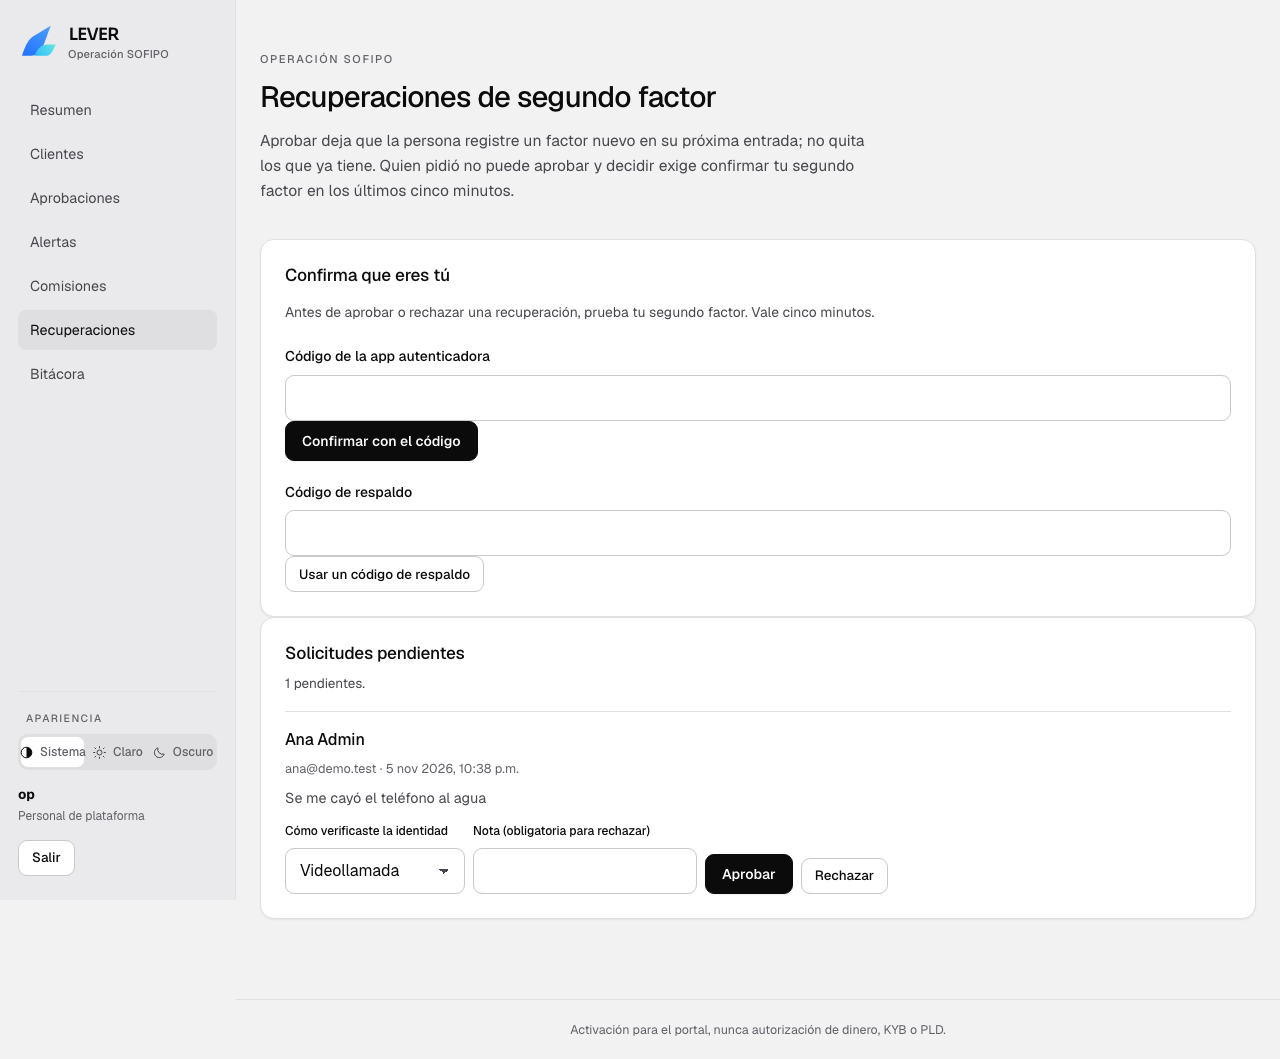 LEVER
Operación SOFIPO
Resumen
Clientes
Aprobaciones
Alertas
Comisiones
Recuperaciones
Bitácora
APARIENCIA
Sistema
Claro
Oscuro
op
Personal de plataforma
Salir
OPERACIÓN SOFIPO
Recuperaciones de segundo factor
Aprobar deja que la persona registre un factor nuevo en su próxima entrada; no quita
los que ya tiene. Quien pidió no puede aprobar y decidir exige confirmar tu segundo
factor en los últimos cinco minutos.
Confirma que eres tú
Antes de aprobar o rechazar una recuperación, prueba tu segundo factor. Vale cinco minutos.
Código de la app autenticadora
Confirmar con el código
Código de respaldo
Usar un código de respaldo
Solicitudes pendientes
1 pendientes.
Ana Admin
ana@demo.test · 5 nov 2026, 10:38 p.m.
Se me cayó el teléfono al agua
Cómo verificaste la identidad
Nota (obligatoria para rechazar)
Videollamada
Aprobar
Rechazar
Activación para el portal, nunca autorización de dinero, KYB o PLD.